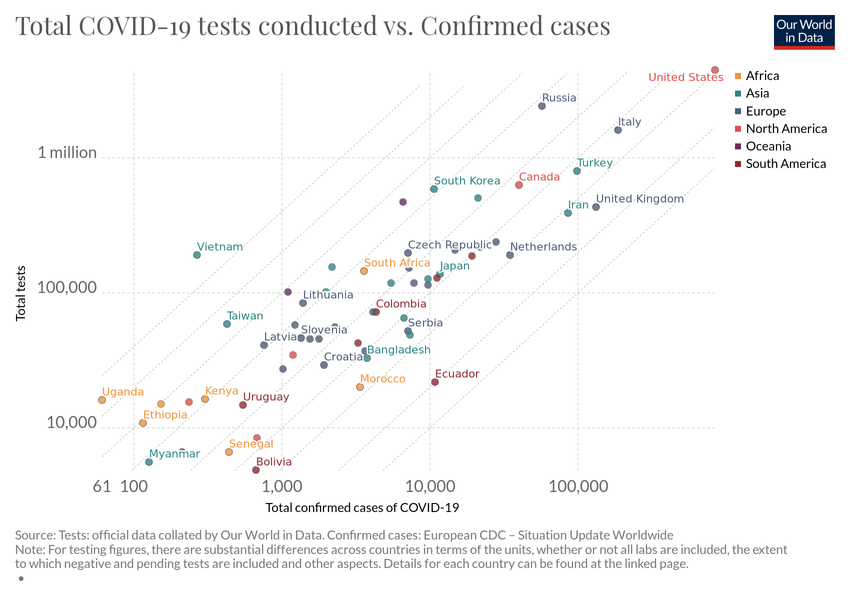 Total COVID-19 tests conducted vs. Confirmed cases
Our World
in Data
United States
Africa
Asia
Europe
North America
Oceania
South America
Russia
Italy
1 million
Turkey
South Korea
Canada
Iran
United Kingdom
Vietnam
Czech Republic
Netherlands
South Africa
Japan
Total tests
100,000
Lithuania
Colombia
Taiwan
Serbia
Latvia
Slovenia
Croatia
Bangladesh
Morocco
Ecuador
Uganda
Kenya
Uruguay
Ethiopia
10,000
Senegal
Myanmar
Bolivia
61 100 1,000 10,000 100,000
Total confirmed cases of COVID-19
Source: Tests: official data collated by Our World in Data. Confirmed cases: European CDC – Situation Update Worldwide
Note: For testing figures, there are substantial differences across countries in terms of the units, whether or not all labs are included, the extent
to which negative and pending tests are included and other aspects. Details for each country can be found at the linked page.